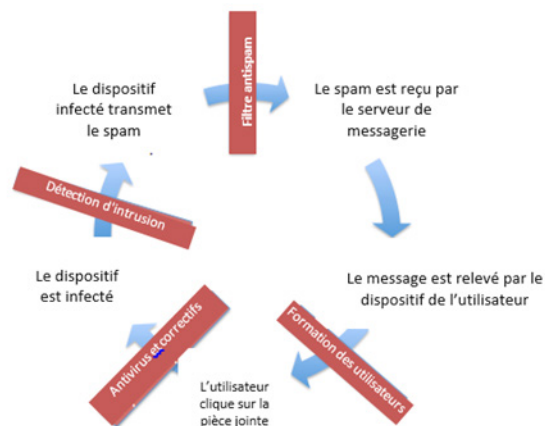 Le dispositif
infecté transmet
le spam
Filtre antispam
Le spam est reçu par
le serveur de
messagerie
Détection d'intrusion
Le dispositif
est infecté
Le message est relevé par le
dispositif de l'utilisateur
Antivirus et correctifs
Formation des utilisateurs
L'utilisateur
clique sur la
pièce jointe